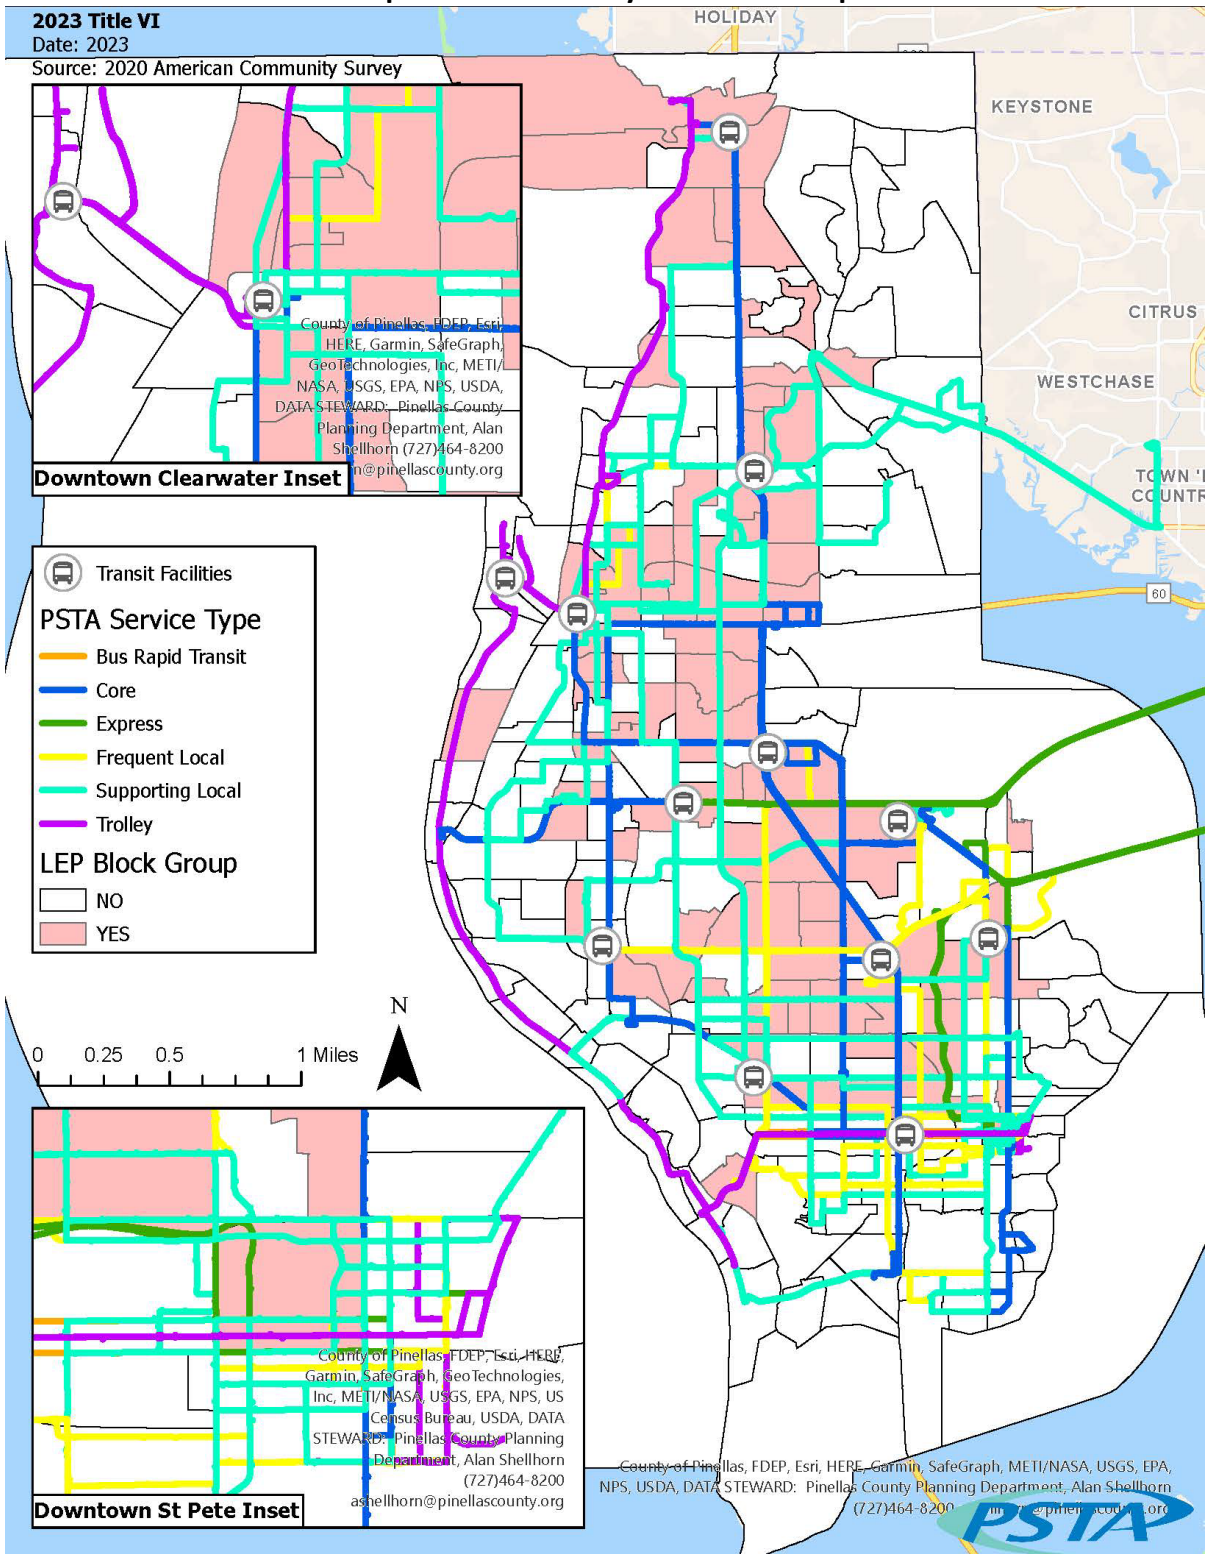 2023 Title VI
Date: 2023
Source: 2020 American Community Survey
HOLIDAY
KEYSTONE
CITRUS
WESTCHASE
TOWN '
COUNTR
60
County of Pinellas, FDEP, Esri,
HERE, Garmin, SafeGraph,
GeoTechnologies, Inc, METI/
NASA, USGS, EPA, NPS, USDA,
DATA STEWARD: Pinellas County
Planning Department, Alan
Shellhorn (727)464-8200
n@pinellascounty.org
Downtown Clearwater Inset
Transit Facilities
PSTA Service Type
Bus Rapid Transit
Core
Express
Frequent Local
Supporting Local
Trolley
LEP Block Group
NO
YES
N
0 0.25 0.5 1 Miles
County of Pinellas, FDEP, Esri, HERE,
Garmin, SafeGraph, GeoTechnologies,
Inc, METI/NASA, USGS, EPA, NPS, US
Census Bureau, USDA, DATA
STEWARD: Pinellas County Planning
Department, Alan Shellhorn
(727)464-8200
ashellhorn@pinellascounty.org
Downtown St Pete Inset
County of Pinellas, FDEP, Esri, HERE, Garmin, SafeGraph, METI/NASA, USGS, EPA,
NPS, USDA, DATA STEWARD: Pinellas County Planning Department, Alan Shellhorn
(727)464-8200
PSTA